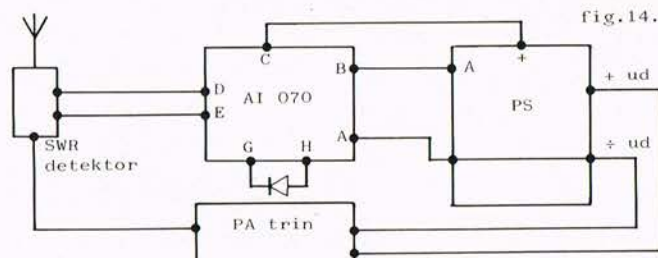 fig.14.
C
+
B
A
+ ud
D
AI 070
PS
E
A
÷ ud
SWR
detektor
G
H
PA trin